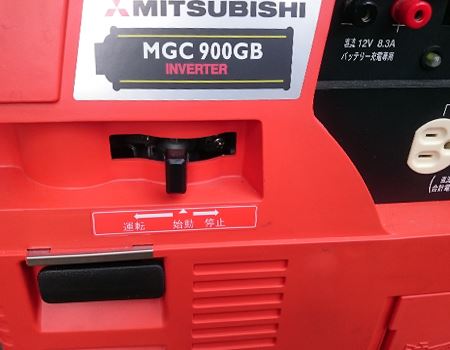 MITSUBISHI
MGC 900GB
INVERTER
直流12V 8.3A
バッテリー充電専用
運転 始動 停止